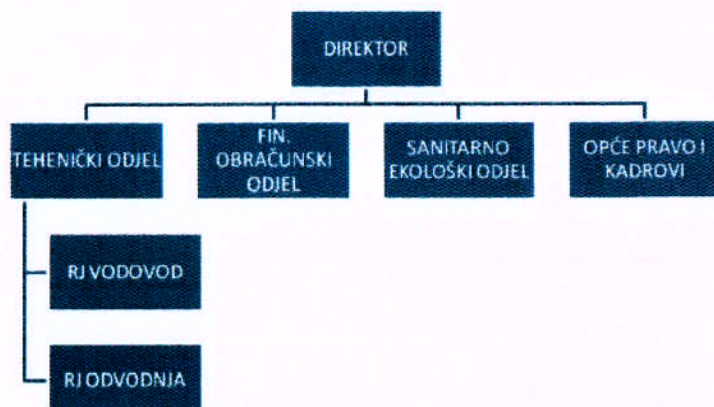 DIREKTOR
TEHENIČKI ODJEL
FIN.
OBRAČUNSKI
ODJEL
SANITARNO
EKOLOŠKI ODJEL
OPĆE PRAVO I
KADROVI
RJ VODOVOD
RJ ODVODNJA